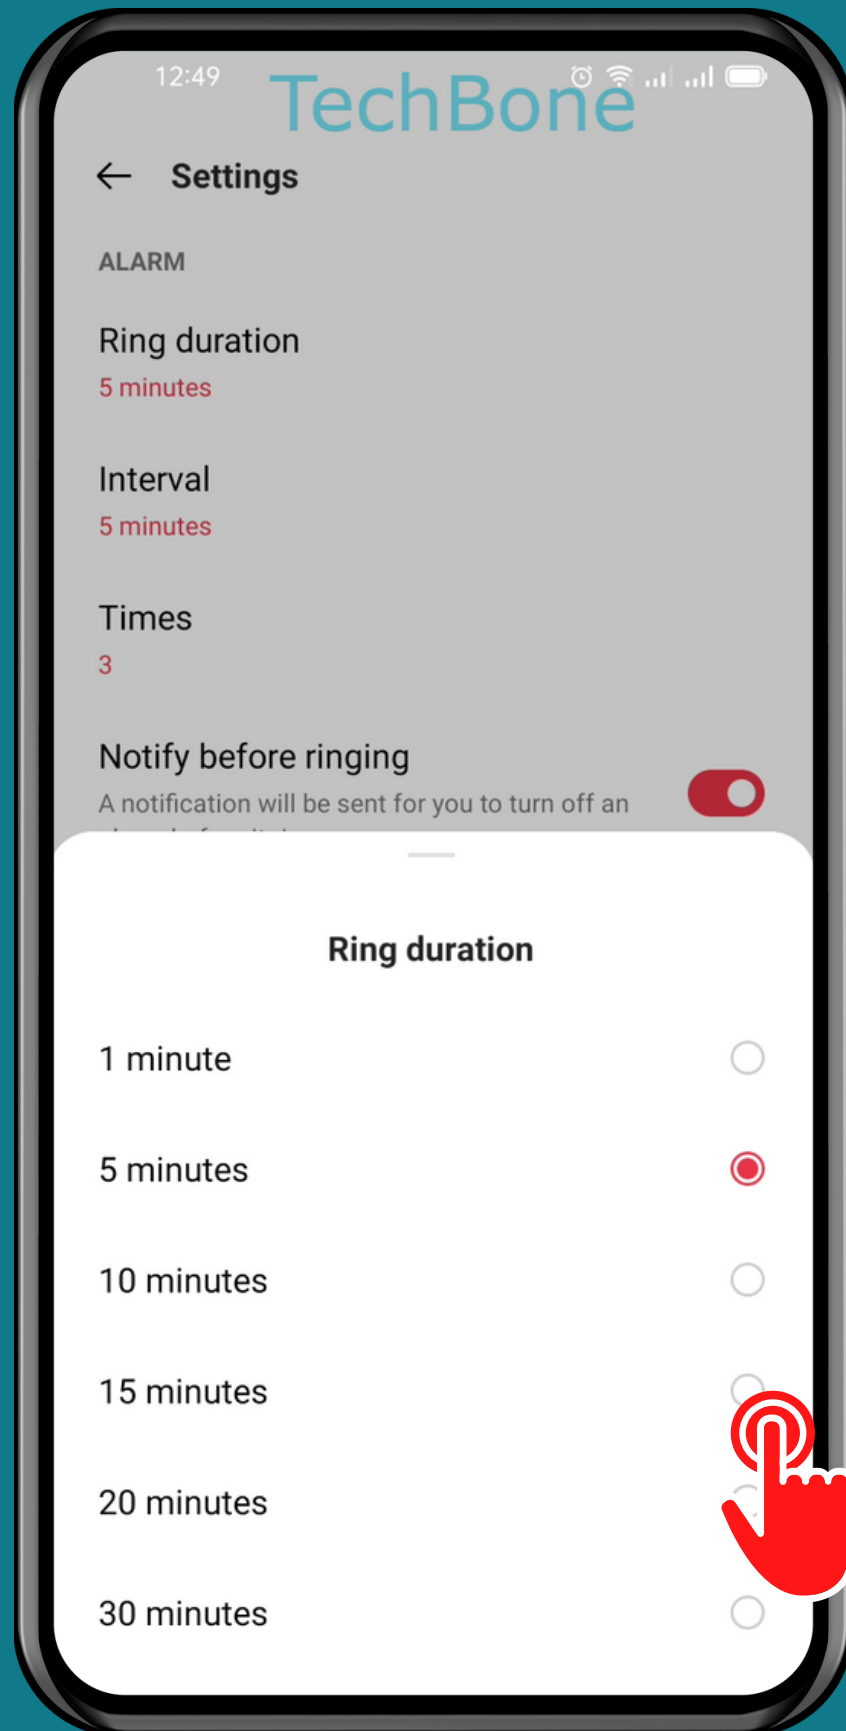 12:49
TechBone
Settings
ALARM
Ring duration
5 minutes
Interval
5 minutes
Times
3
Notify before ringing
A notification will be sent for you to turn off an
Ring duration
1 minute
5 minutes
10 minutes
15 minutes
20 minutes
30 minutes